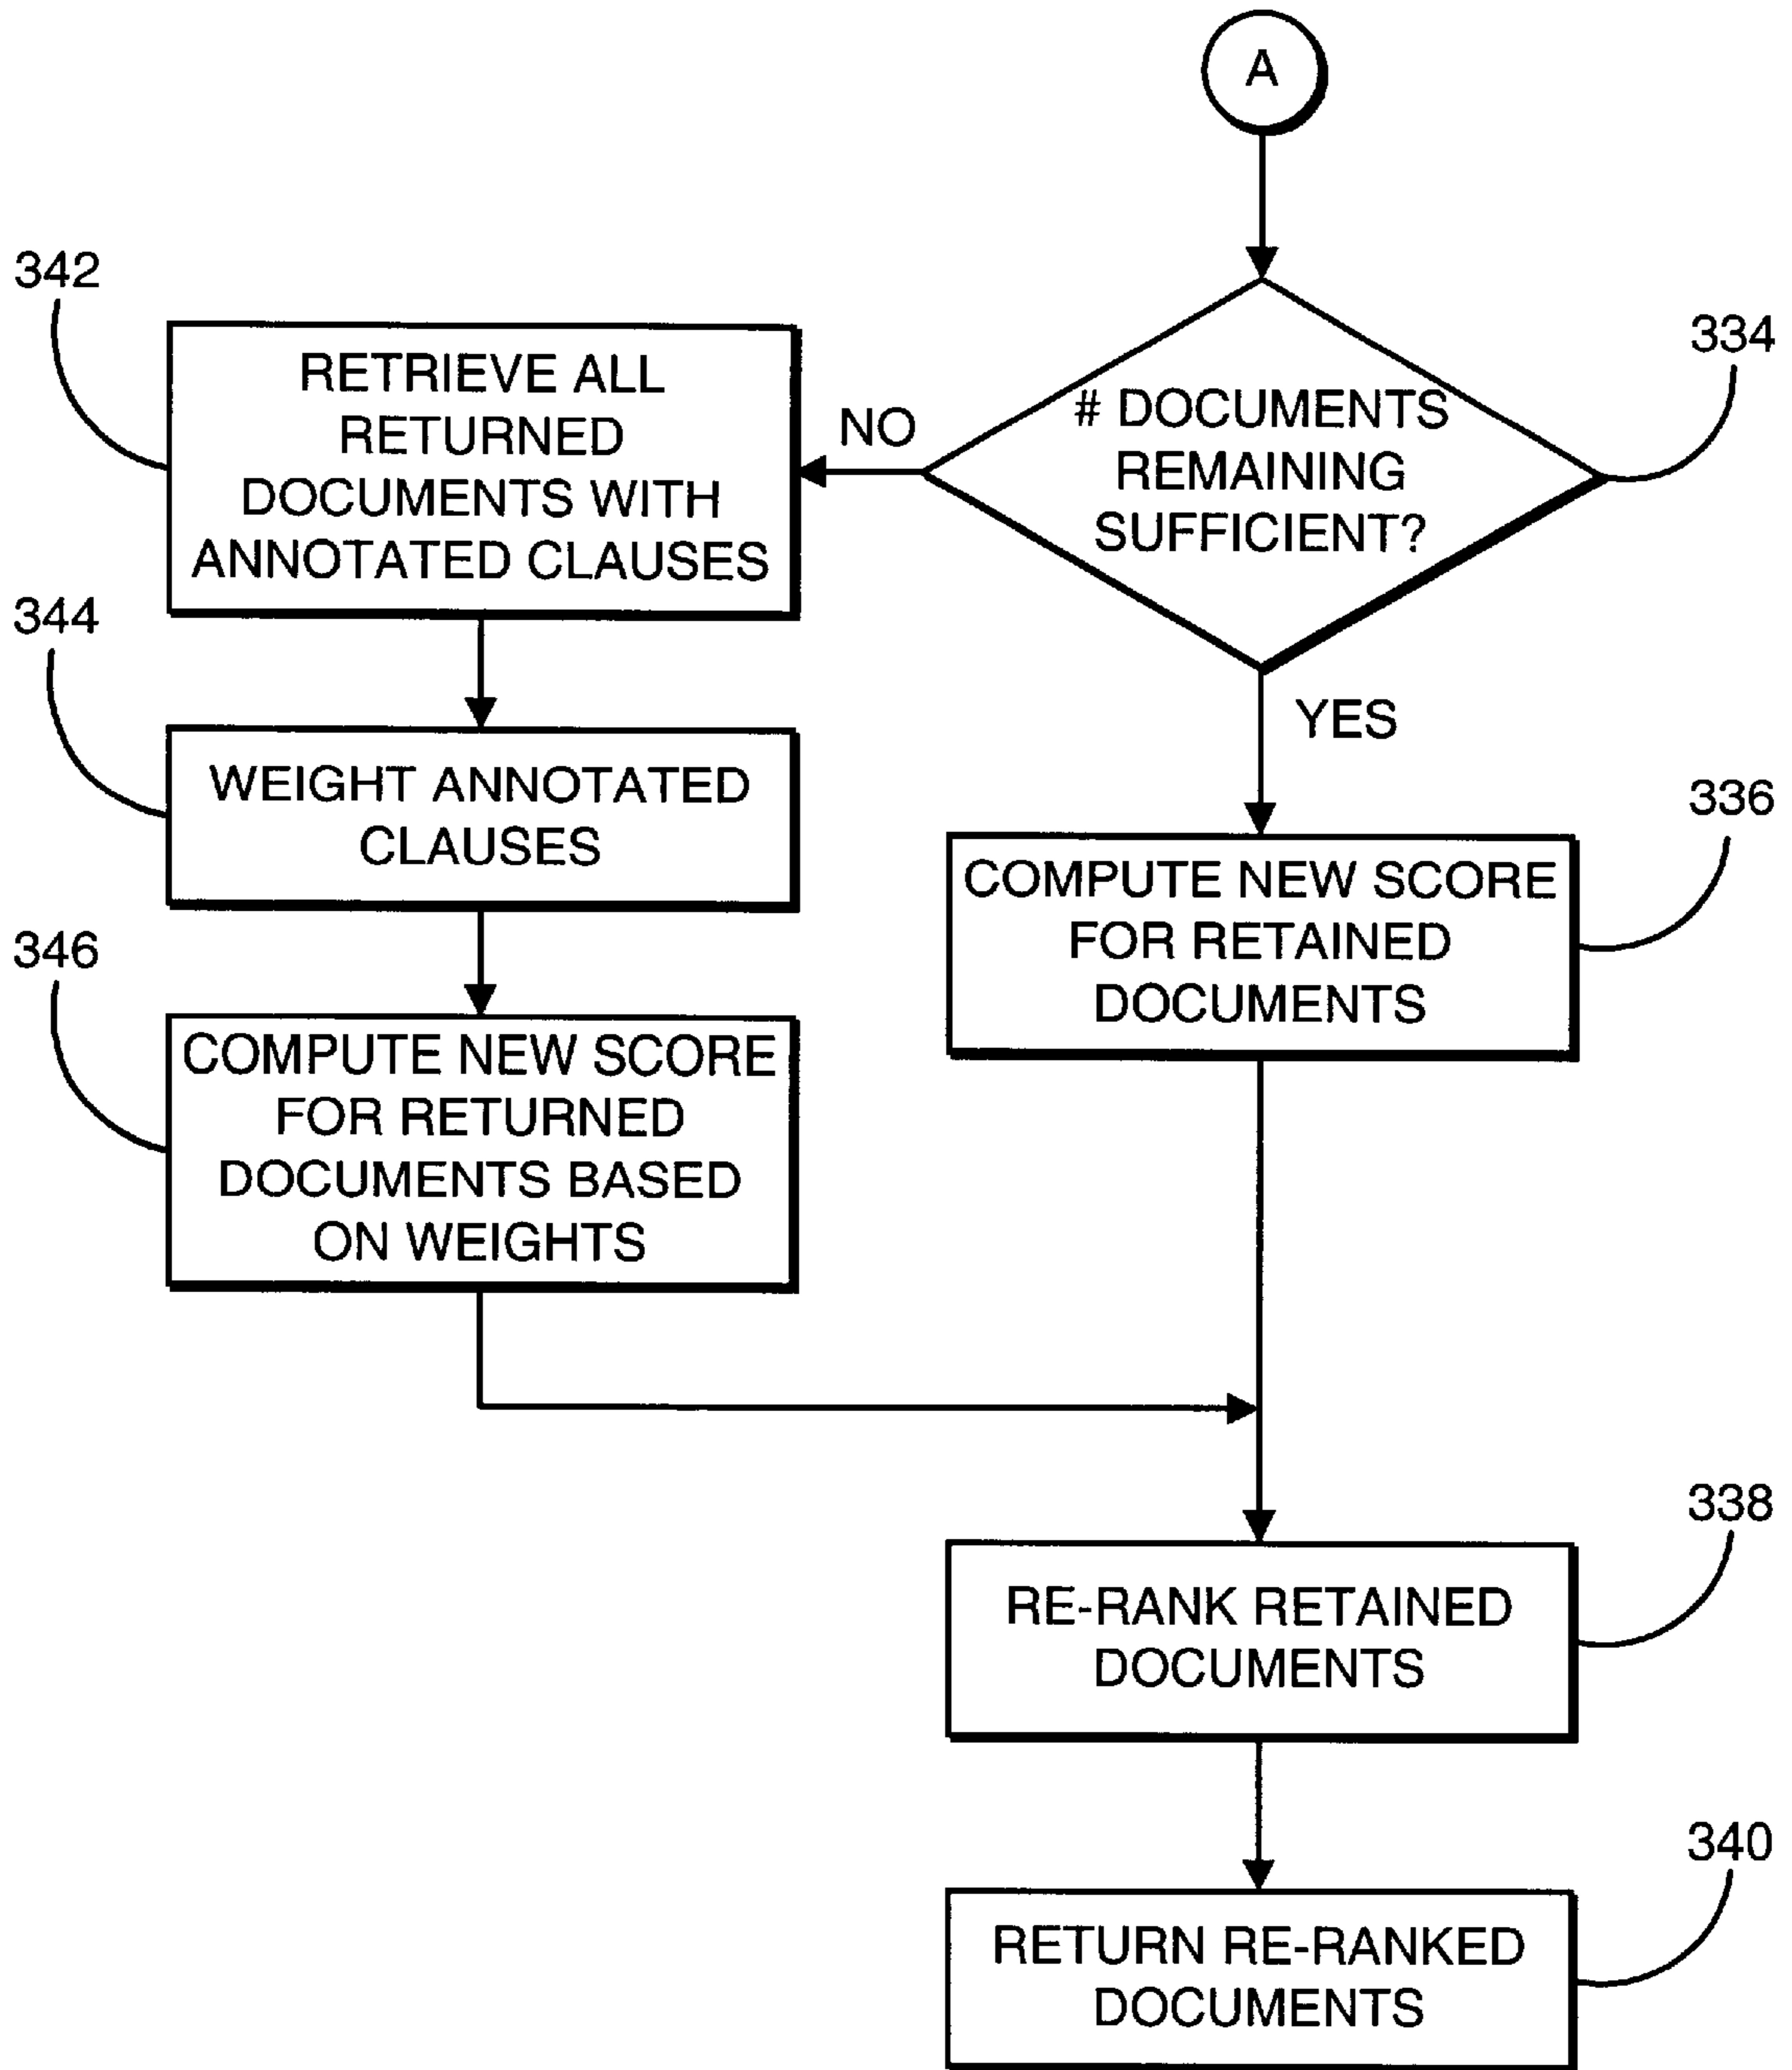 A
334
# DOCUMENTS
REMAINING
SUFFICIENT?
NO
YES
342
RETRIEVE ALL
RETURNED
DOCUMENTS WITH
ANNOTATED CLAUSES
344
WEIGHT ANNOTATED
CLAUSES
346
COMPUTE NEW SCORE
FOR RETURNED
DOCUMENTS BASED
ON WEIGHTS
336
COMPUTE NEW SCORE
FOR RETAINED
DOCUMENTS
338
RE-RANK RETAINED
DOCUMENTS
340
RETURN RE-RANKED
DOCUMENTS